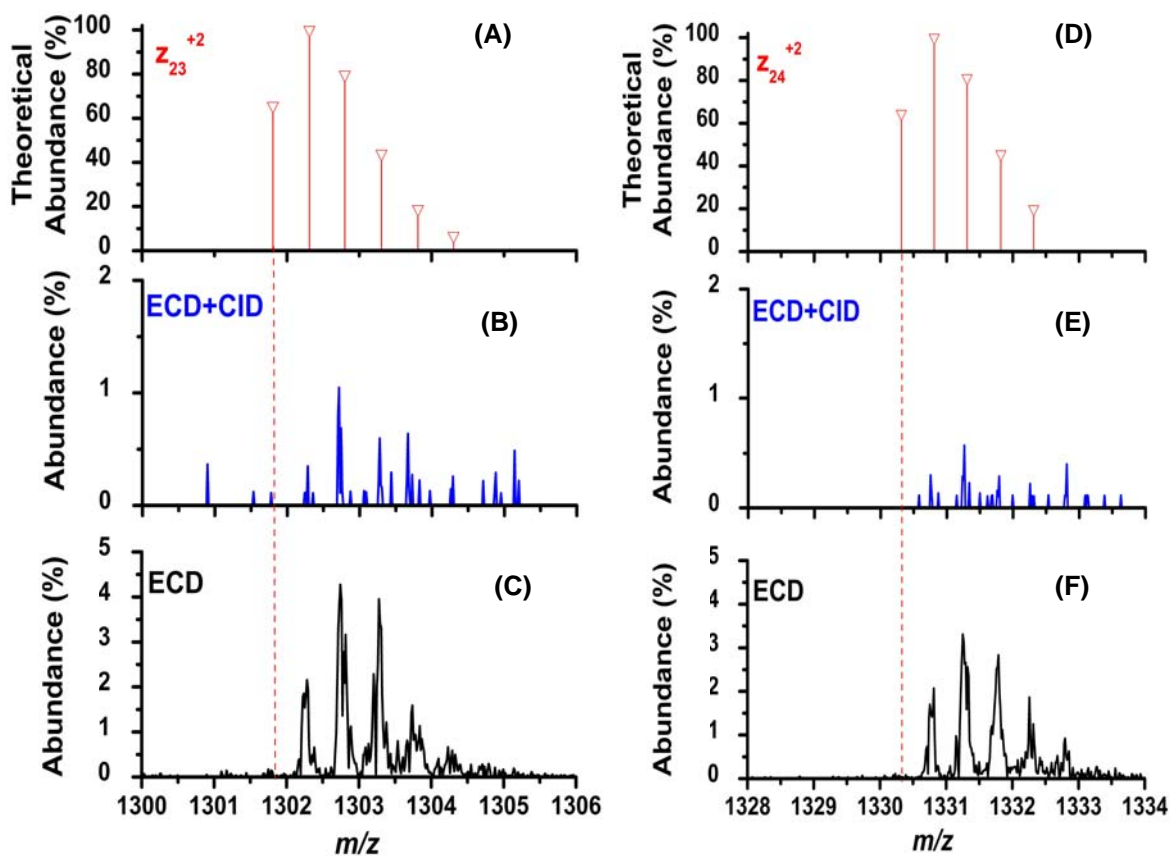 (A)
z23+2
Theoretical
Abundance (%)
100
80
60
40
20
0
ECD+CID
(B)
Abundance (%)
2
1
0
ECD
(C)
Abundance (%)
5
4
3
2
1
0
1300 1301 1302 1303 1304 1305 1306
m/z
(D)
z24+2
Theoretical
Abundance (%)
100
80
60
40
20
0
ECD+CID
(E)
Abundance (%)
2
1
0
ECD
(F)
Abundance (%)
5
4
3
2
1
0
1328 1329 1330 1331 1332 1333 1334
m/z